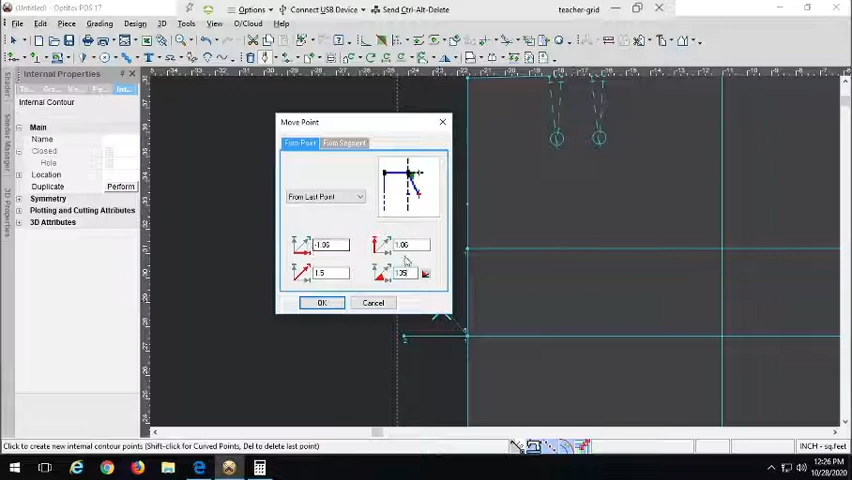 (Untitled) - Optitex PDS 17
Options
Connect USB Device
Send Ctrl-Alt-Delete
teacher-grid
File Edit Piece Point Grading Design 3D Tools View O/Cloud Help
Internal Properties
Internal Contour
Main
Name
Closed
Hole
Location
Duplicate Perform
Symmetry
Plotting and Cutting Attributes
3D Attributes
Move Point
From Point From Segment
From Last Point
-1.06 1.06
1.5 135
OK Cancel
Click to create new internal contour points (Shift-click for Curved Points, Del to delete last point)
INCH - sq.feet
12:26 PM
10/28/2020